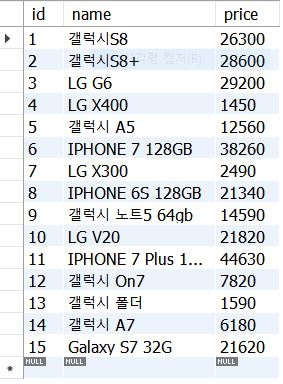 id name price
1 갤럭시S8 26300
2 갤럭시S8+ 28600
3 LG G6 29200
4 LG X400 1450
5 갤럭시 A5 12560
6 IPHONE 7 128GB 38260
7 LG X300 2490
8 IPHONE 6S 128GB 21340
9 갤럭시 노트5 64gb 14590
10 LG V20 21820
11 IPHONE 7 Plus 1... 44630
12 갤럭시 On7 7820
13 갤럭시 폴더 1590
14 갤럭시 A7 6180
15 Galaxy S7 32G 21620
* NULL NULL NULL